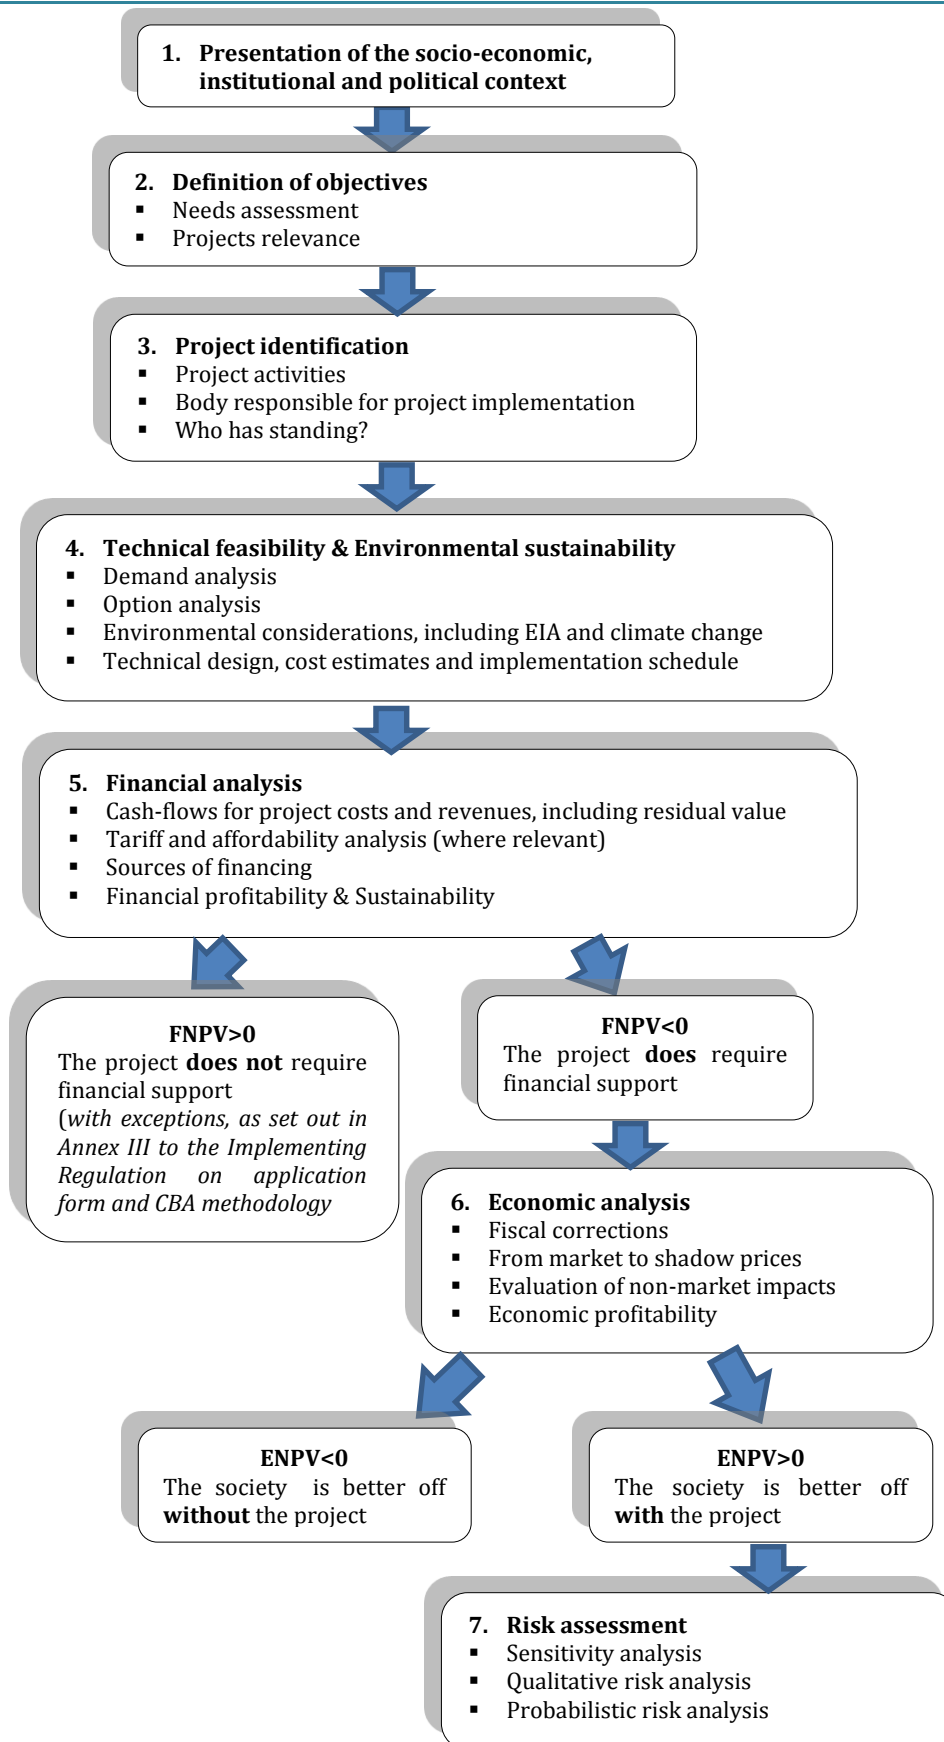 1. Presentation of the socio-economic,
institutional and political context
2. Definition of objectives
▪ Needs assessment
▪ Projects relevance
3. Project identification
▪ Project activities
▪ Body responsible for project implementation
▪ Who has standing?
4. Technical feasibility & Environmental sustainability
▪ Demand analysis
▪ Option analysis
▪ Environmental considerations, including EIA and climate change
▪ Technical design, cost estimates and implementation schedule
5. Financial analysis
▪ Cash-flows for project costs and revenues, including residual value
▪ Tariff and affordability analysis (where relevant)
▪ Sources of financing
▪ Financial profitability & Sustainability
FNPV>0
The project does not require
financial support
(with exceptions, as set out in
Annex III to the Implementing
Regulation on application
form and CBA methodology
FNPV<0
The project does require
financial support
6. Economic analysis
▪ Fiscal corrections
▪ From market to shadow prices
▪ Evaluation of non-market impacts
▪ Economic profitability
ENPV<0
The society is better off
without the project
ENPV>0
The society is better off
with the project
7. Risk assessment
▪ Sensitivity analysis
▪ Qualitative risk analysis
▪ Probabilistic risk analysis